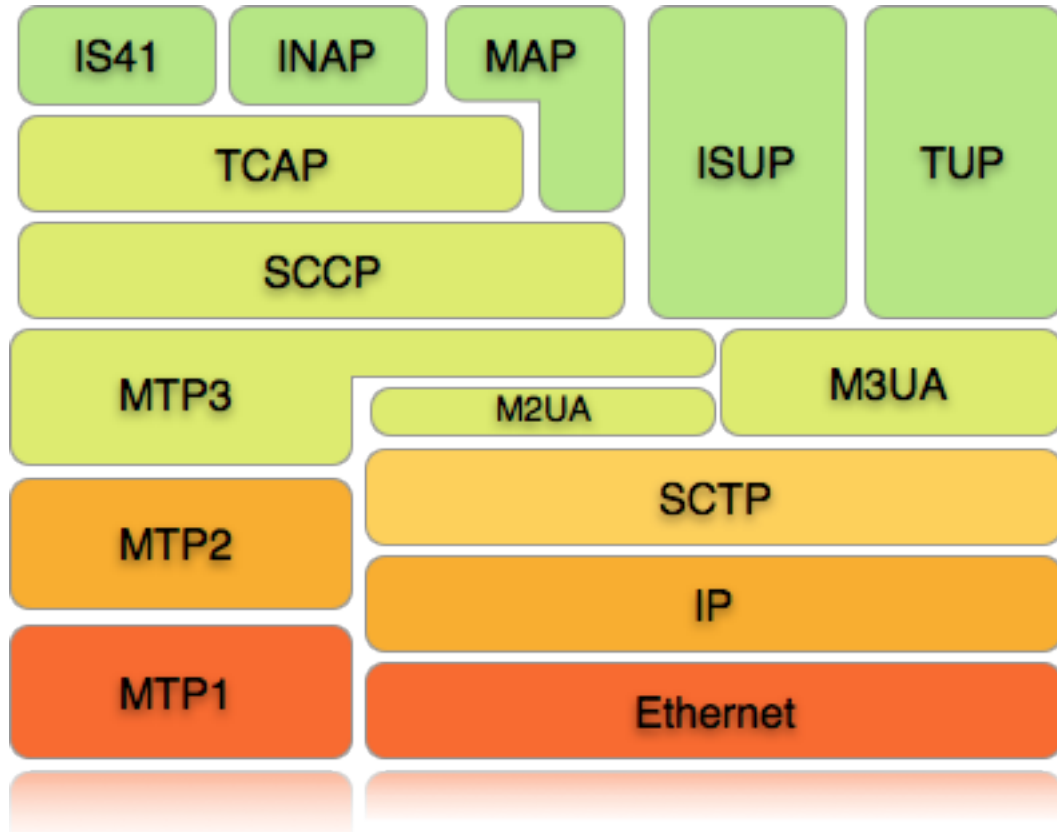 IS41
INAP
MAP
TCAP
ISUP
TUP
SCCP
MTP3
M2UA
M3UA
SCTP
MTP2
IP
MTP1
Ethernet